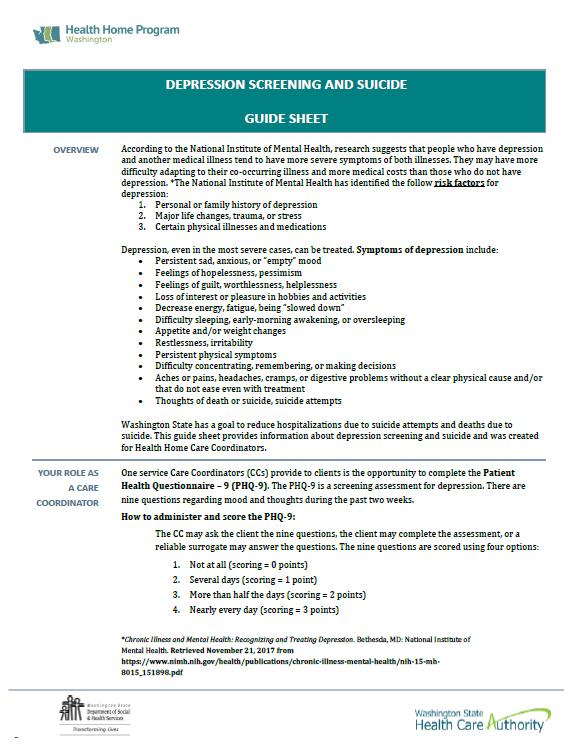 Health Home Program
Washington
DEPRESSION SCREENING AND SUICIDE
GUIDE SHEET
OVERVIEW
According to the National Institute of Mental Health, research suggests that people who have depression
and another medical illness tend to have more severe symptoms of both illnesses. They may have more
difficulty adapting to their co-occurring illness and more medical costs than those who do not have
depression. *The National Institute of Mental Health has identified the follow risk factors for
depression:
1. Personal or family history of depression
2. Major life changes, trauma, or stress
3. Certain physical illnesses and medications
Depression, even in the most severe cases, can be treated. Symptoms of depression include:
• Persistent sad, anxious, or "empty" mood
• Feelings of hopelessness, pessimism
• Feelings of guilt, worthlessness, helplessness
• Loss of interest or pleasure in hobbies and activities
• Decrease energy, fatigue, being "slowed down"
• Difficulty sleeping, early-morning awakening, or oversleeping
• Appetite and/or weight changes
• Restlessness, irritability
• Persistent physical symptoms
• Difficulty concentrating, remembering, or making decisions
• Aches or pains, headaches, cramps, or digestive problems without a clear physical cause and/or
that do not ease even with treatment
• Thoughts of death or suicide, suicide attempts
Washington State has a goal to reduce hospitalizations due to suicide attempts and deaths due to
suicide. This guide sheet provides information about depression screening and suicide and was created
for Health Home Care Coordinators.
YOUR ROLE AS
A CARE
COORDINATOR
One service Care Coordinators (CCs) provide to clients is the opportunity to complete the Patient
Health Questionnaire – 9 (PHQ-9). The PHQ-9 is a screening assessment for depression. There are
nine questions regarding mood and thoughts during the past two weeks.
How to administer and score the PHQ-9:
The CC may ask the client the nine questions, the client may complete the assessment, or a
reliable surrogate may answer the questions. The nine questions are scored using four options:
1. Not at all (scoring = 0 points)
2. Several days (scoring = 1 point)
3. More than half the days (scoring = 2 points)
4. Nearly every day (scoring = 3 points)
*Chronic Illness and Mental Health: Recognizing and Treating Depression. Bethesda, MD: National Institute of
Mental Health. Retrieved November 21, 2017 from
https://www.nimh.nih.gov/health/publications/chronic-illness-mental-health/nih-15-mh-
8015_151898.pdf
Washington State
Department of Social
& Health Services
Transforming lives
Washington State
Health Care Authority